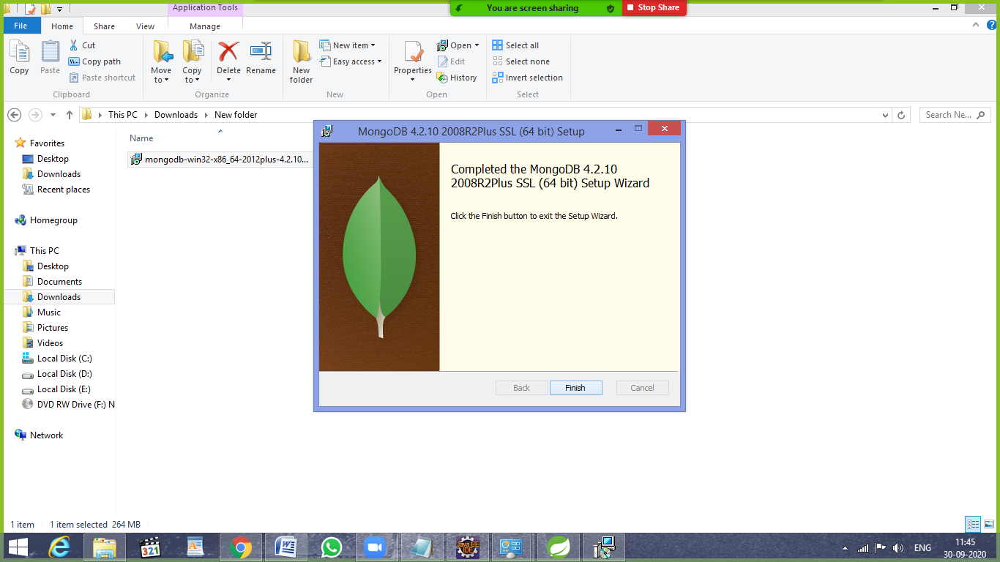 Application Tools
You are screen sharing
Stop Share
File
Home
Share
View
Manage
Copy
Paste
Cut
Copy path
Paste shortcut
Clipboard
Move to
Copy to
Delete
Rename
Organize
New folder
New item
Easy access
New
Properties
Open
Edit
History
Open
Select all
Select none
Invert selection
Select
This PC
Downloads
New folder
Search Ne...
Favorites
Desktop
Downloads
Recent places
Homegroup
This PC
Desktop
Documents
Downloads
Music
Pictures
Videos
Local Disk (C:)
Local Disk (D:)
Local Disk (E:)
DVD RW Drive (F:) N
Network
Name
mongodb-win32-x86_64-2012plus-4.2.10...
MongoDB 4.2.10 2008R2Plus SSL (64 bit) Setup
Completed the MongoDB 4.2.10
2008R2Plus SSL (64 bit) Setup Wizard
Click the Finish button to exit the Setup Wizard.
Back
Finish
Cancel
1 item
1 item selected 264 MB
321
Java EE
IDE
ENG
11:45
30-09-2020